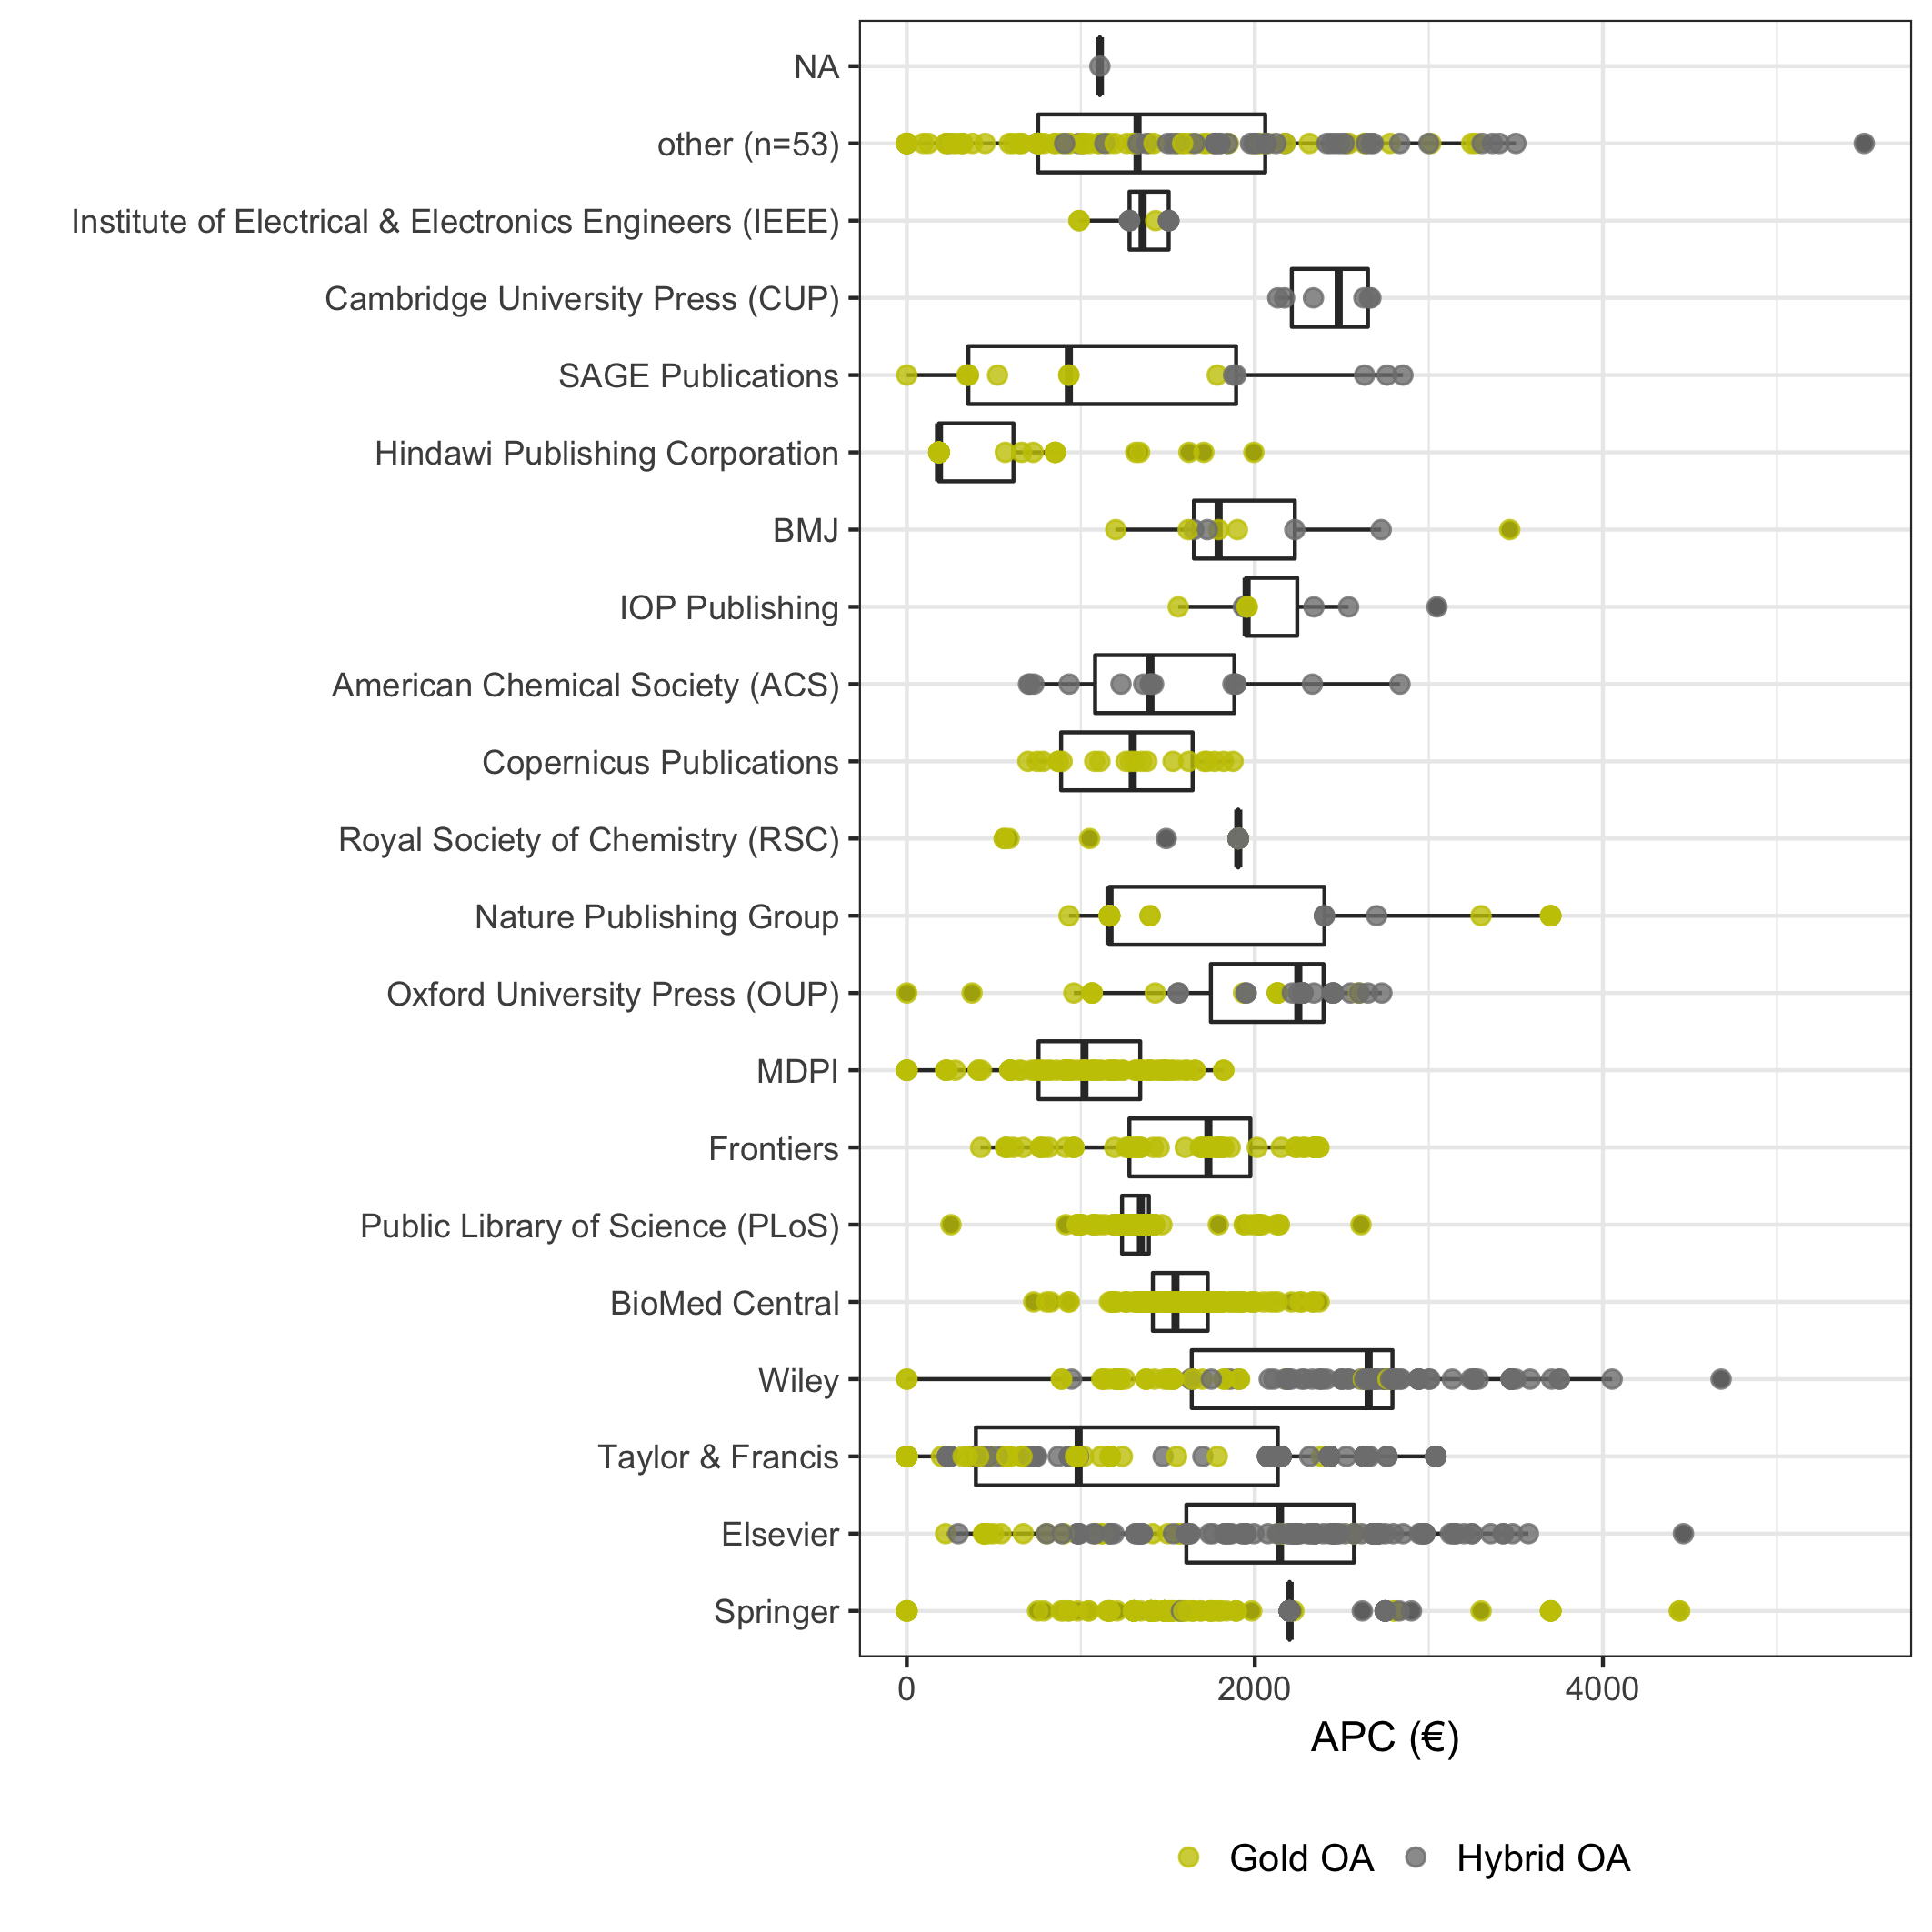 NA
other (n=53)
Institute of Electrical & Electronics Engineers (IEEE)
Cambridge University Press (CUP)
SAGE Publications
Hindawi Publishing Corporation
BMJ
IOP Publishing
American Chemical Society (ACS)
Copernicus Publications
Royal Society of Chemistry (RSC)
Nature Publishing Group
Oxford University Press (OUP)
MDPI
Frontiers
Public Library of Science (PLoS)
BioMed Central
Wiley
Taylor & Francis
Elsevier
Springer
0 2000 4000
APC (€)
Gold OA Hybrid OA